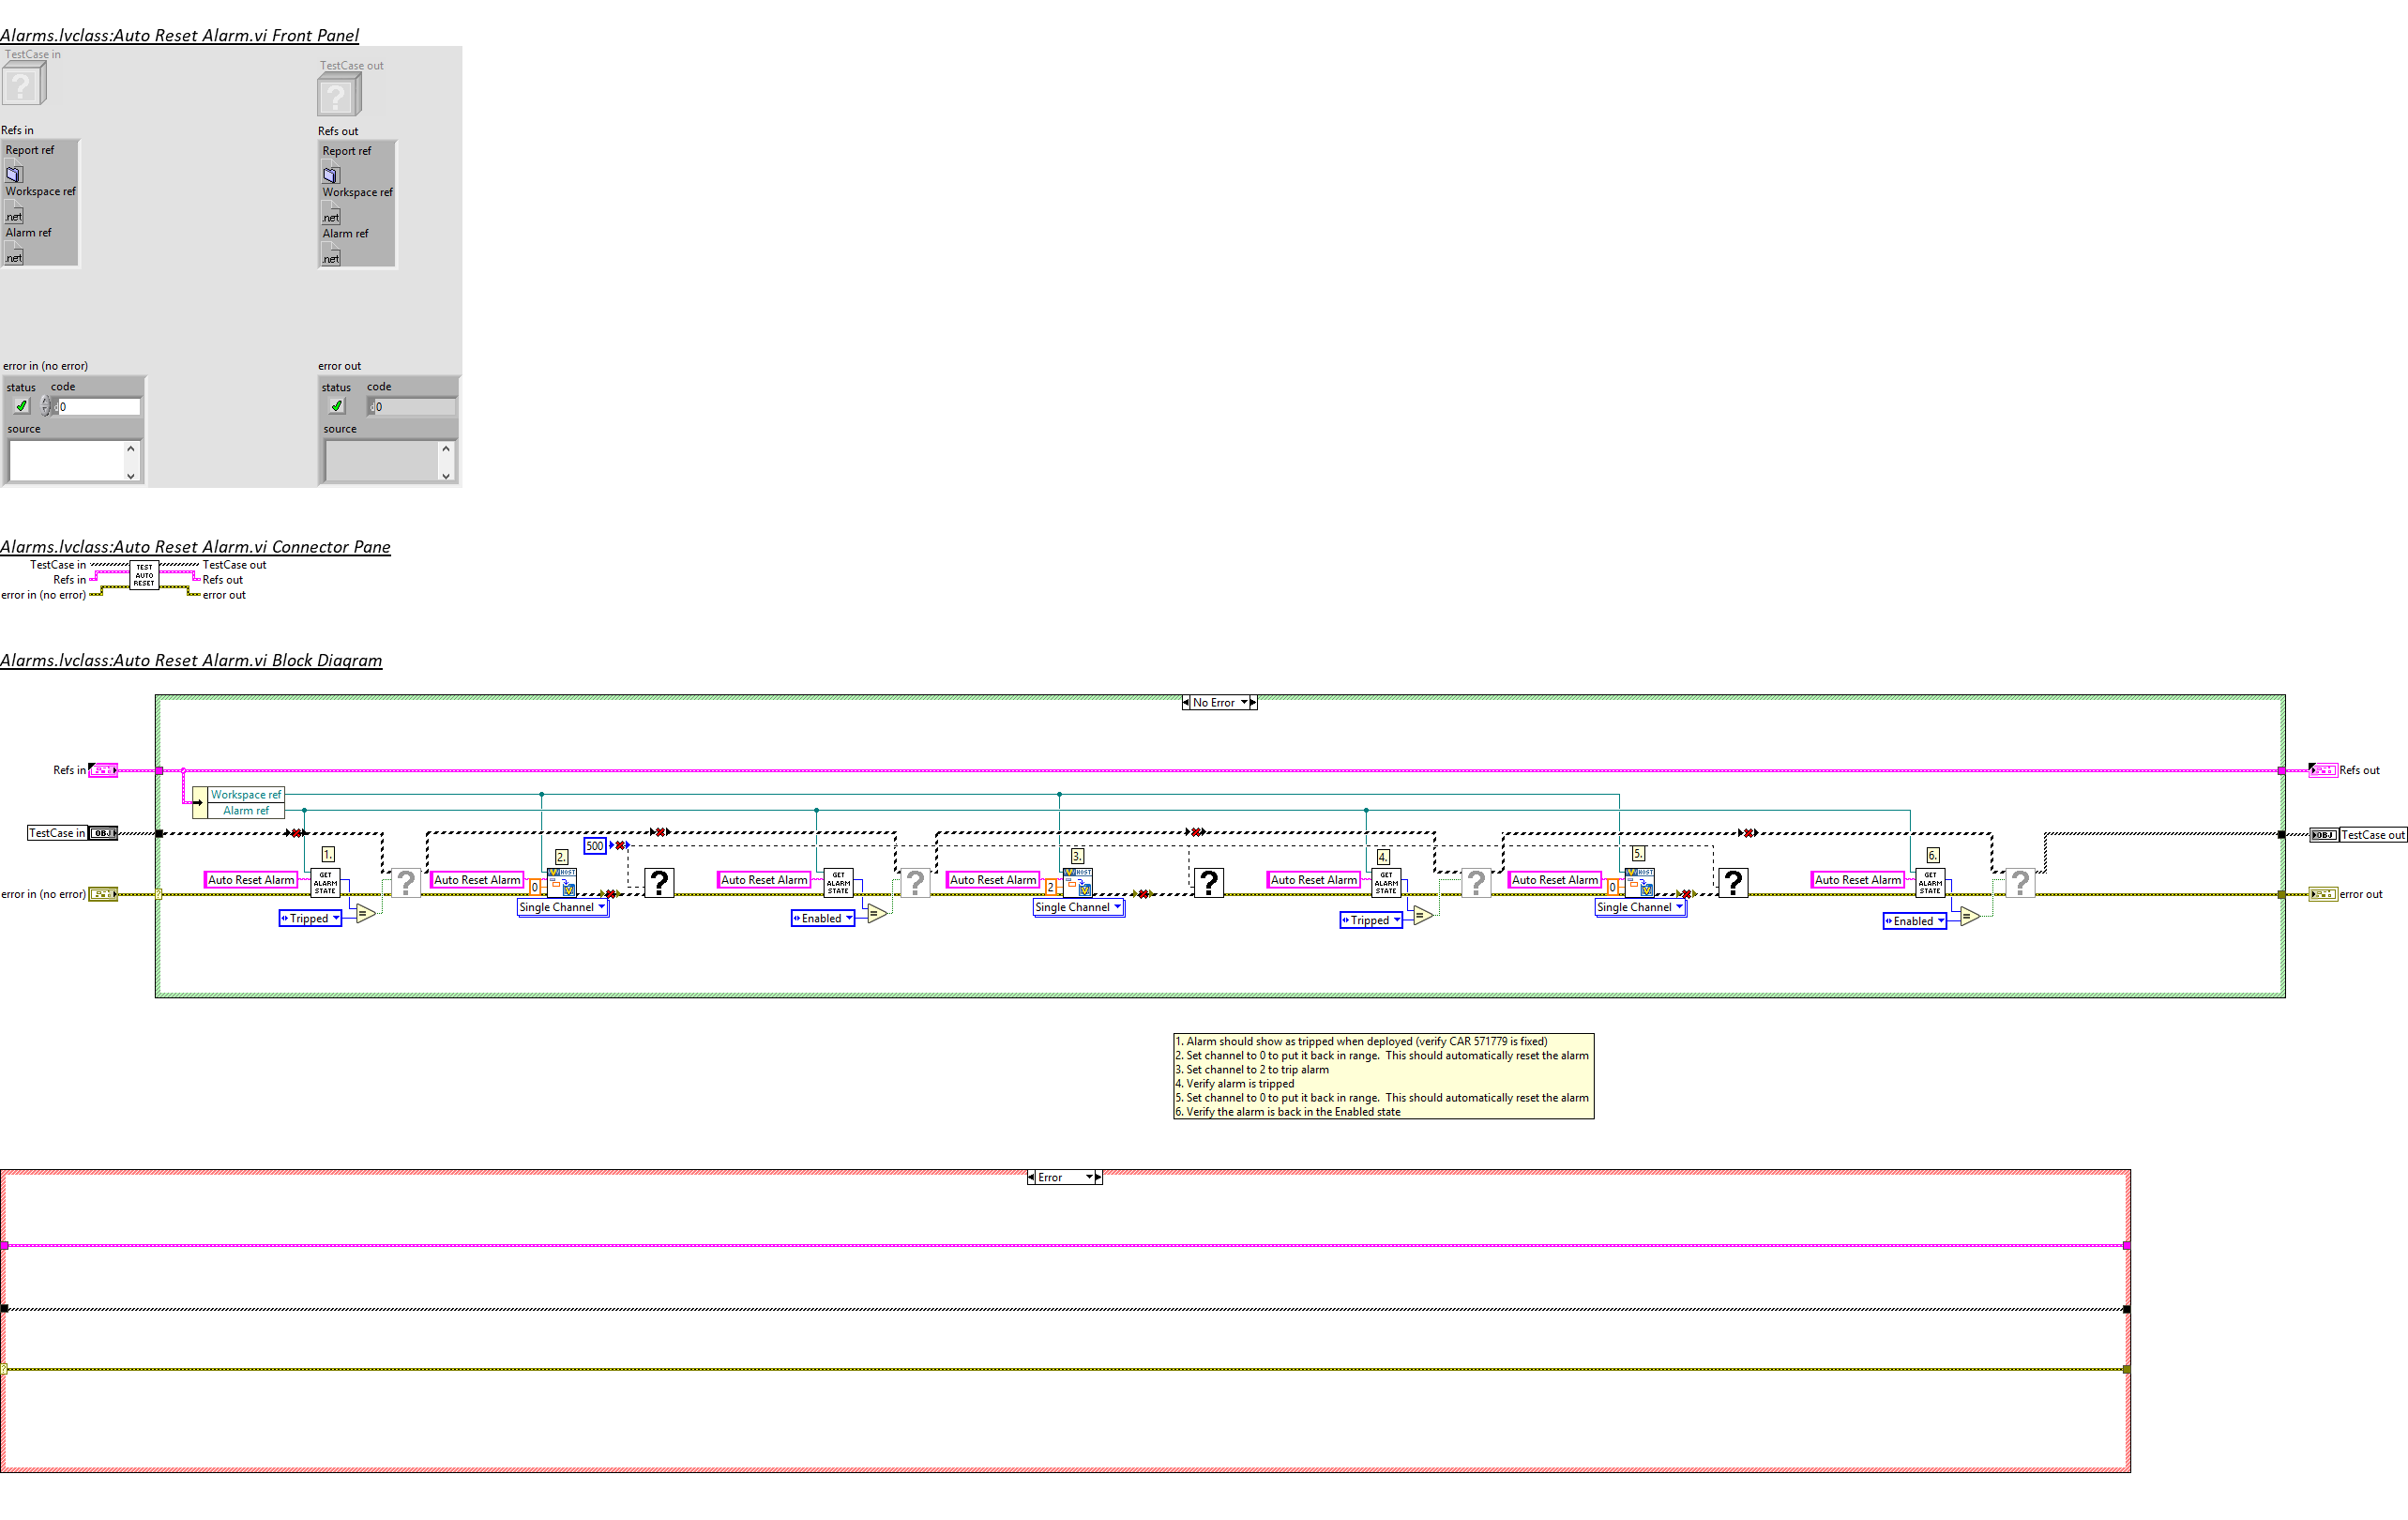 Alarms.lvclass:Auto Reset Alarm.vi Front Panel
TestCase in
TestCase out
Refs in
Refs out
Report ref
Report ref
Workspace ref
Workspace ref
.net
.net
Alarm ref
Alarm ref
.net
.net
error in (no error)
error out
status code
status code
0
0
source
source
Alarms.lvclass:Auto Reset Alarm.vi Connector Pane
TestCase in
TEST AUTO RESET
TestCase out
Refs in
Refs out
error in (no error)
error out
Alarms.lvclass:Auto Reset Alarm.vi Block Diagram
No Error
Refs in
Refs out
Workspace ref
Alarm ref
TestCase in
OBJ
OBJ
TestCase out
500
1.
2.
3.
4.
5.
6.
error in (no error)
Auto Reset Alarm
GET ALARM STATE
?
Auto Reset Alarm
0
HOST
?
Auto Reset Alarm
GET ALARM STATE
?
Auto Reset Alarm
2
HOST
?
Auto Reset Alarm
GET ALARM STATE
?
Auto Reset Alarm
0
HOST
?
Auto Reset Alarm
GET ALARM STATE
?
error out
Tripped
Single Channel
Enabled
Single Channel
Tripped
Single Channel
Enabled
1. Alarm should show as tripped when deployed (verify CAR 571779 is fixed)
2. Set channel to 0 to put it back in range.  This should automatically reset the alarm
3. Set channel to 2 to trip alarm
4. Verify alarm is tripped
5. Set channel to 0 to put it back in range.  This should automatically reset the alarm
6. Verify the alarm is back in the Enabled state
Error